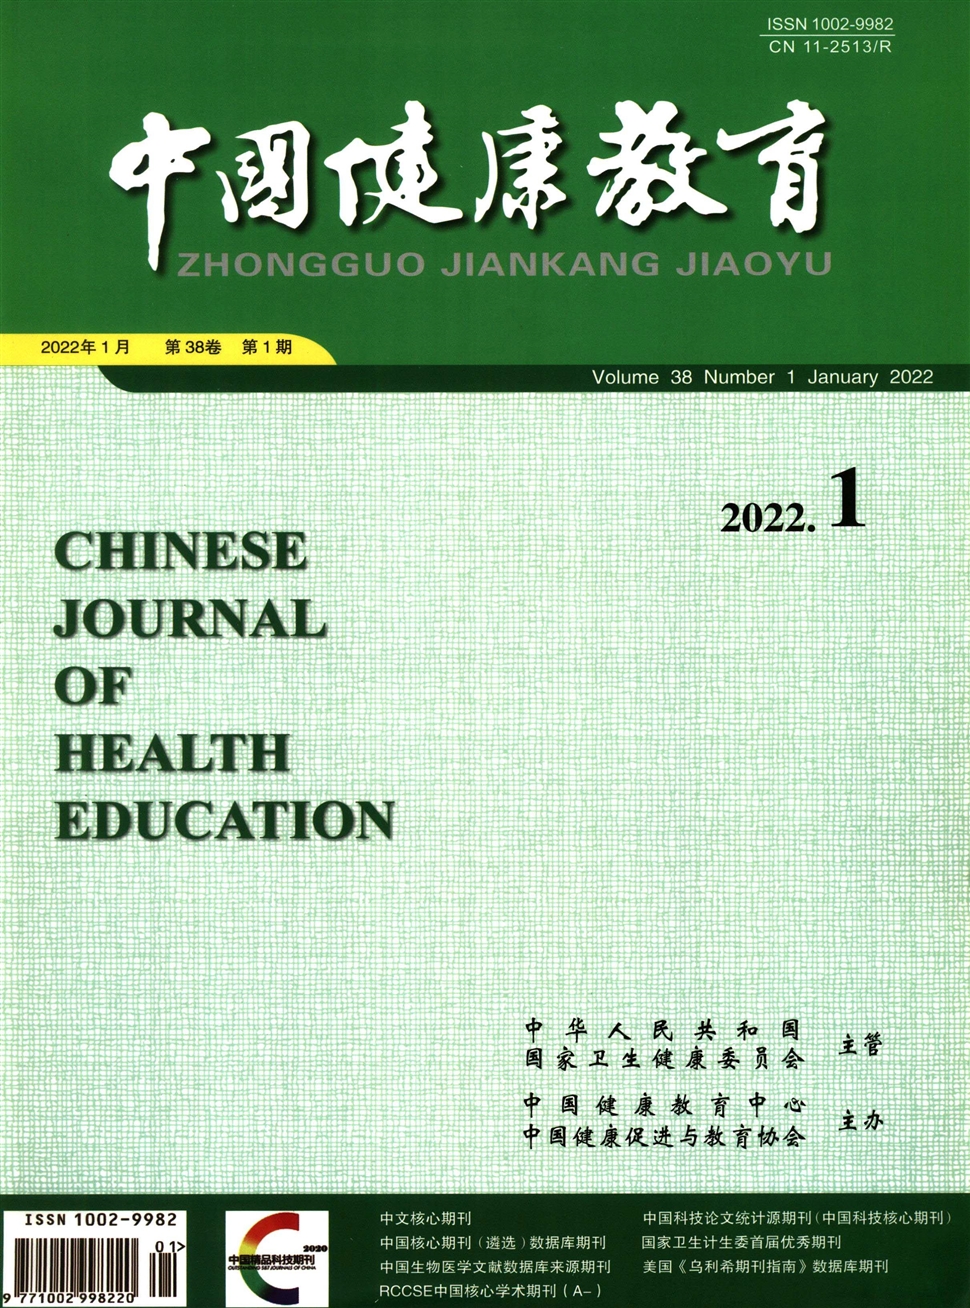 ISSN 1002-9982
CN 11-2513/R
中國健康教育
ZHONGGUO JIANKANG JIAOYU
2022年1月 第38卷 第1期
Volume 38 Number 1 January 2022
2022.1
CHINESE
JOURNAL
OF
HEALTH
EDUCATION
中华人民共和国
国家卫生健康委员会 主管
中国健康教育中心
中国健康促进与教育协会 主办
ISSN 1002-9982
01>
9 771002 998220
2020
中国精品科技期刊
OUTSTANDING S&T JOURNALS OF CHINA
中文核心期刊
中国核心期刊（遴选）数据库期刊
中国生物医学文献数据库来源期刊
RCCSE中国核心学术期刊（A-）
中国科技论文统计源期刊（中国科技核心期刊）
国家卫生计生委首届优秀期刊
美国《乌利希期刊指南》数据库期刊